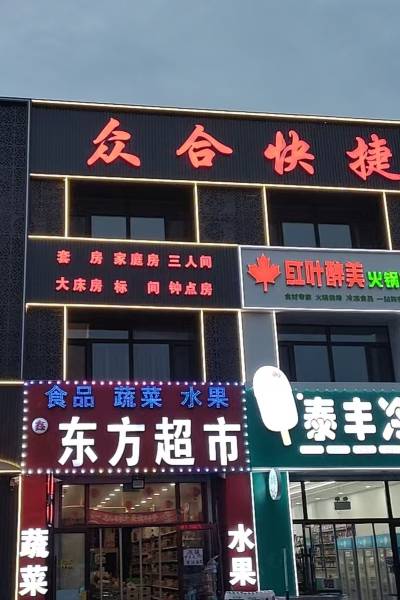 众合快捷
套 房 家庭房 三人间
大床房 标 间 钟点房
红叶醉美 火锅
食品 蔬菜 水果
东方超市
泰丰净
蔬菜
水果